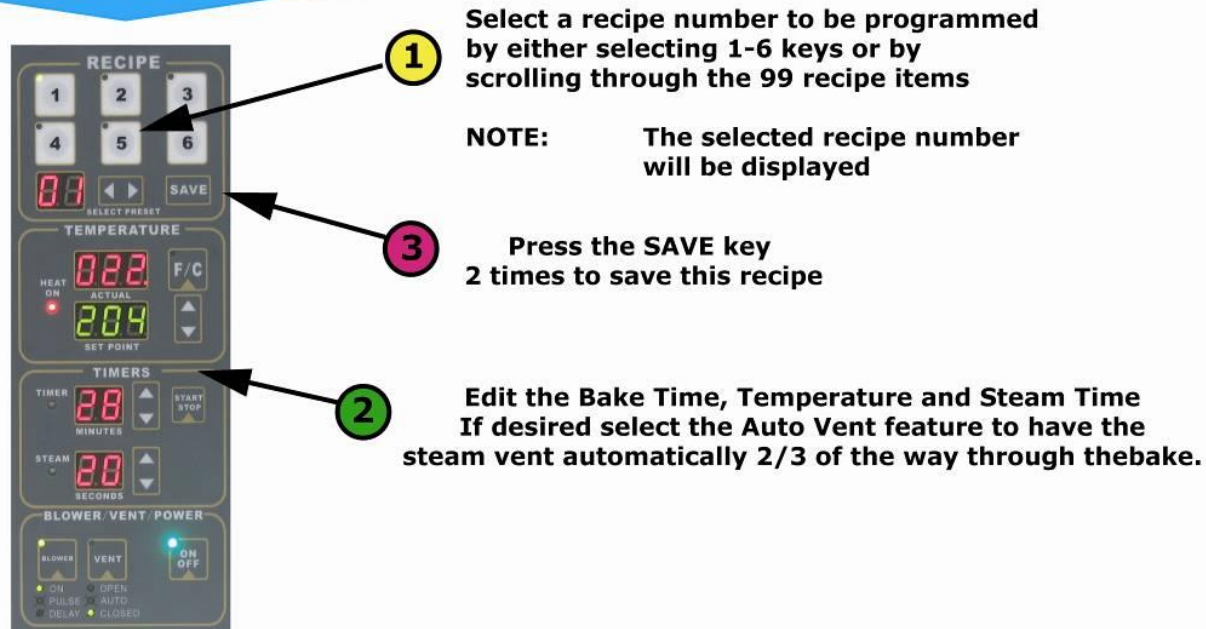 1
Select a recipe number to be programmed
by either selecting 1-6 keys or by
scrolling through the 99 recipe items
NOTE: The selected recipe number
will be displayed
3
Press the SAVE key
2 times to save this recipe
2
Edit the Bake Time, Temperature and Steam Time
If desired select the Auto Vent feature to have the
steam vent automatically 2/3 of the way through thebake.
RECIPE
1 2 3
4 5 6
01 SAVE
SELECT PRESET
TEMPERATURE
HEAT ON
022. F/C
ACTUAL
204
SET POINT
TIMERS
TIMER 28 START STOP
MINUTES
STEAM 20
SECONDS
BLOWER/VENT/POWER
BLOWER VENT ON OFF
ON OPEN
PULSE AUTO
DELAY CLOSED